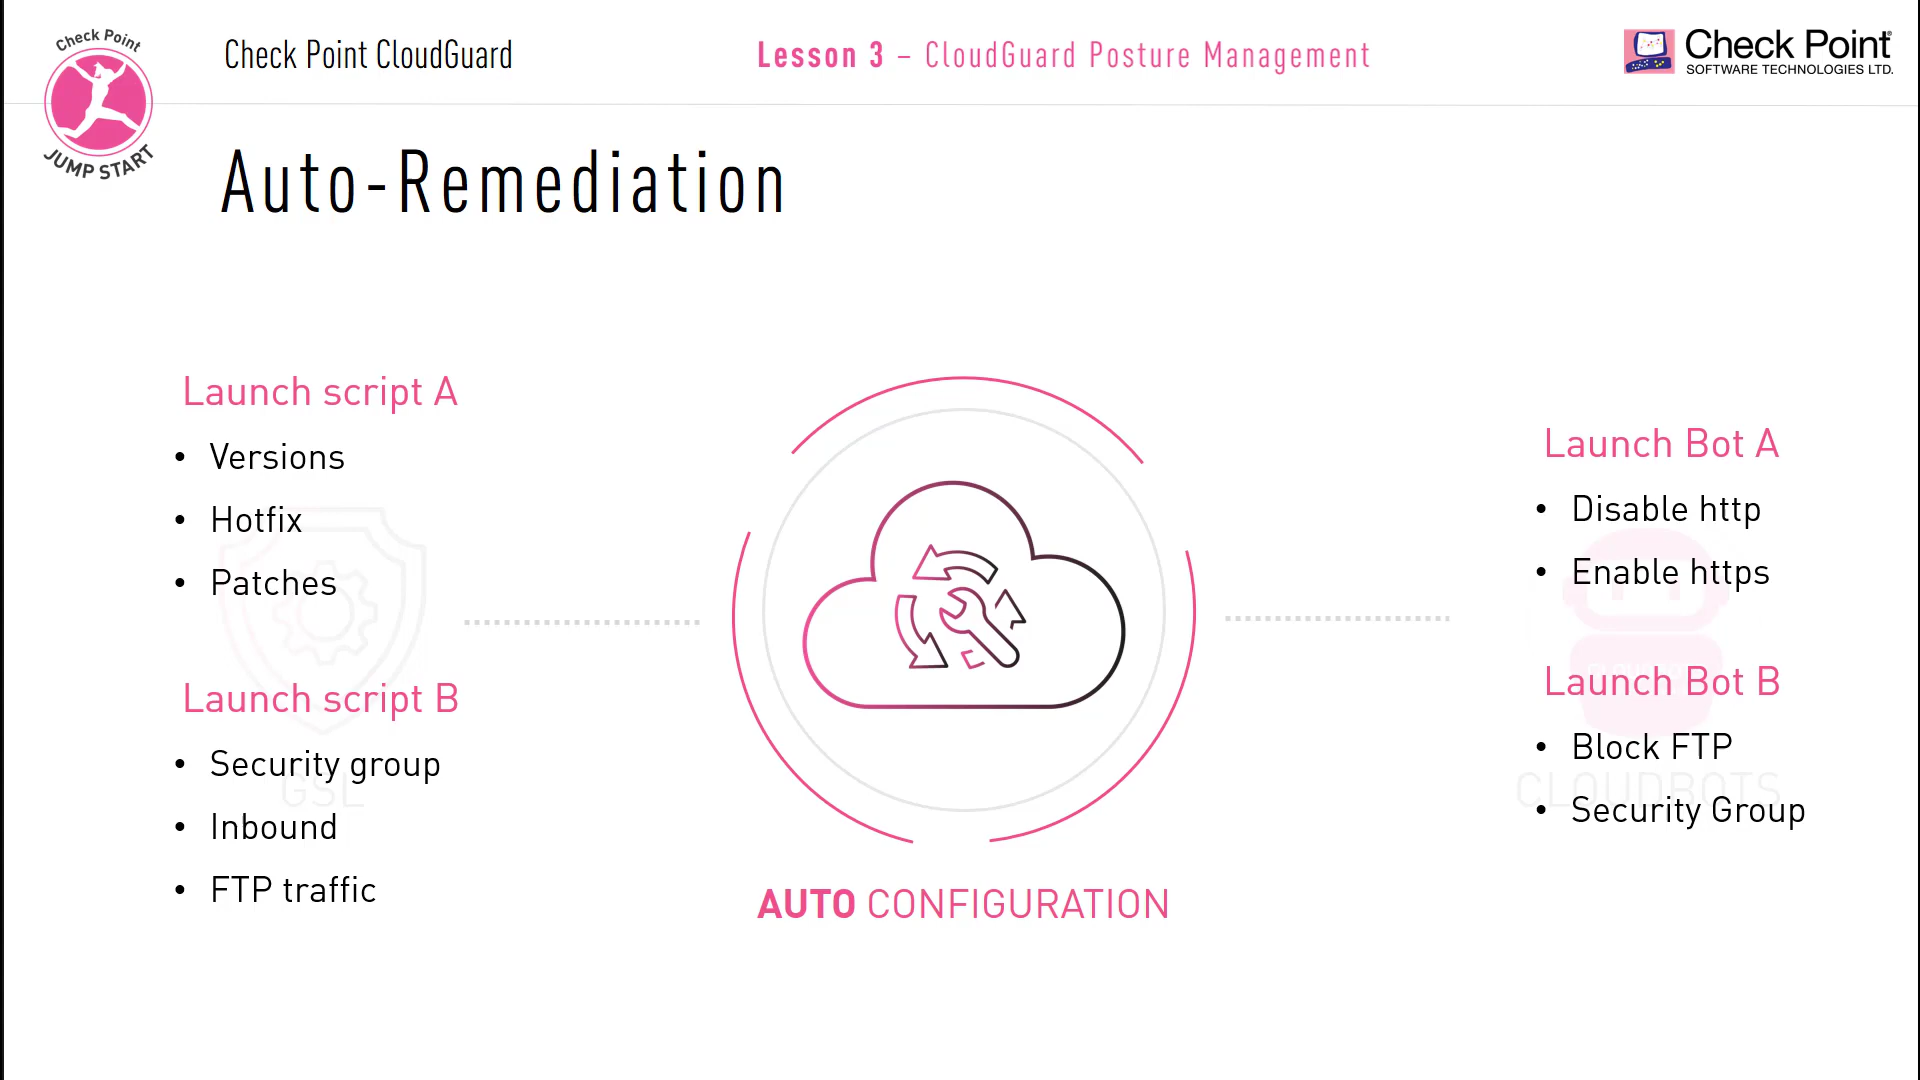 Check Point
JUMP START
Check Point CloudGuard
Lesson 3 – CloudGuard Posture Management
Check Point
SOFTWARE TECHNOLOGIES LTD.
Auto-Remediation
Launch script A
• Versions
• Hotfix
• Patches
Launch script B
• Security group
GSL
• Inbound
• FTP traffic
AUTO CONFIGURATION
Launch Bot A
• Disable http
• Enable https
Launch Bot B
• Block FTP
CLOUDBOTS
• Security Group